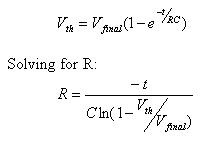 V_th = V_final(1 - e^(-t/RC))
Solving for R:
R = -t / (C ln(1 - V_th/V_final))